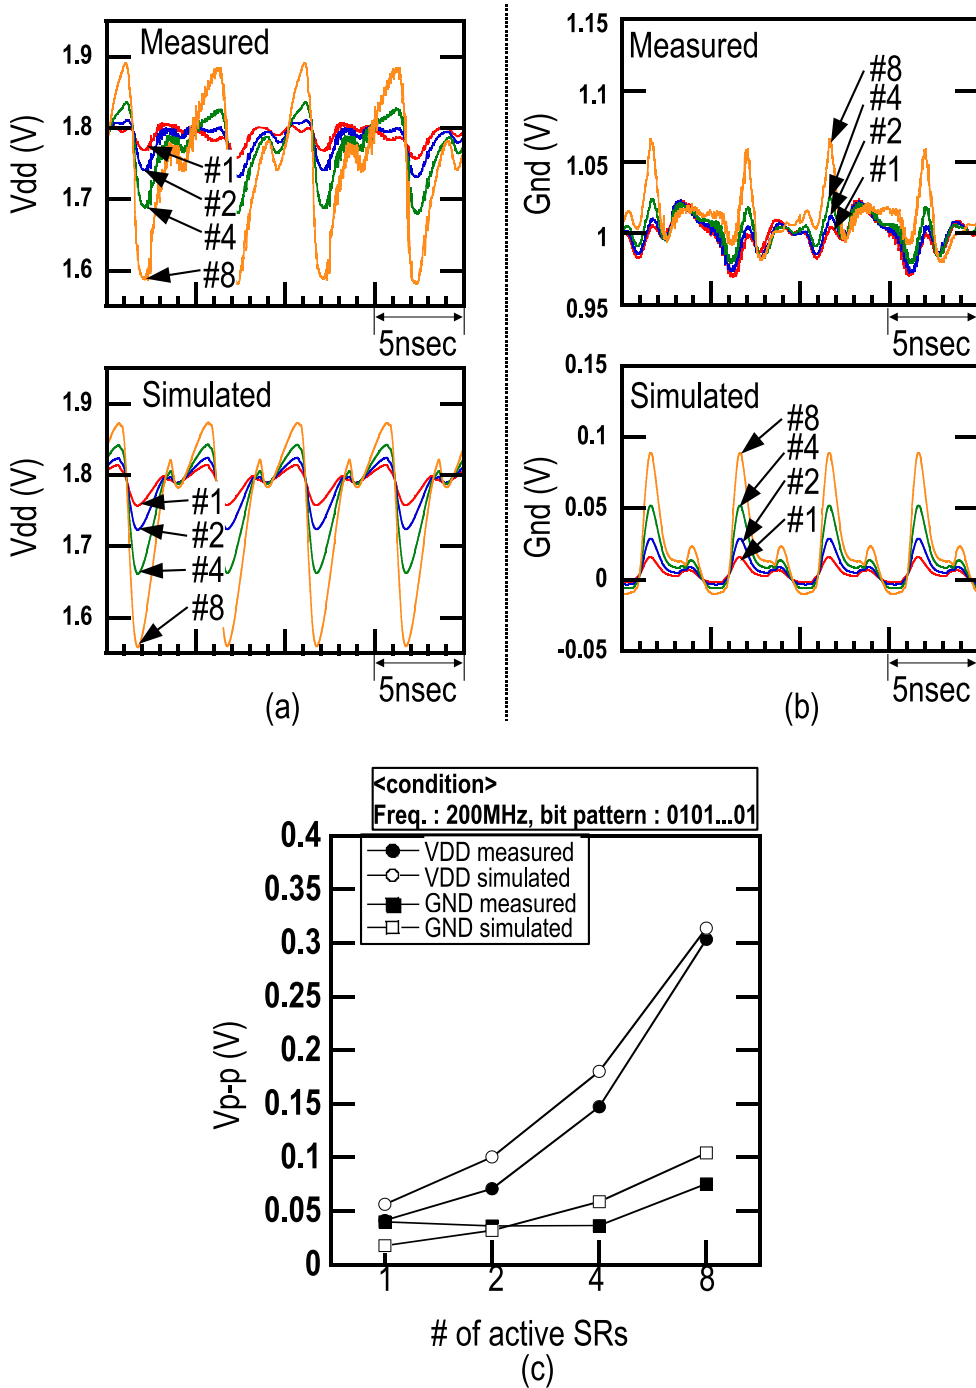 Measured
Vdd (V)
1.9
1.8
1.7
1.6
#1
#2
#4
#8
5nsec
Simulated
Vdd (V)
1.9
1.8
1.7
1.6
#1
#2
#4
#8
5nsec
(a)
Measured
Gnd (V)
1.15
1.1
1.05
1
0.95
#8
#4
#2
#1
5nsec
Simulated
Gnd (V)
0.15
0.1
0.05
0
-0.05
#8
#4
#2
#1
5nsec
(b)
<condition>
Freq. : 200MHz, bit pattern : 0101...01
VDD measured
VDD simulated
GND measured
GND simulated
Vp-p (V)
0.4
0.35
0.3
0.25
0.2
0.15
0.1
0.05
0
1 2 4 8
# of active SRs
(c)